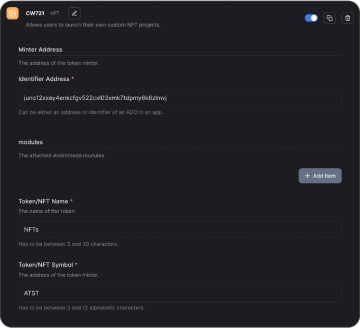 CW721 NFT
Allows users to launch their own custom NFT projects.
Minter Address
The address of the token minter.
Identifier Address *
juno12sxey4enkcfgv522cxl03xmk7tdpmy6k6zlmvj
Can be either an address or identifier of an ADO in an app.
modules
The attached Andromeda modules
+ Add Item
Token/NFT Name *
The name of the token.
NFTs
Has to be between 3 and 30 characters.
Token/NFT Symbol *
The address of the token minter.
ATST
Has to be between 3 and 12 alphabetic characters.